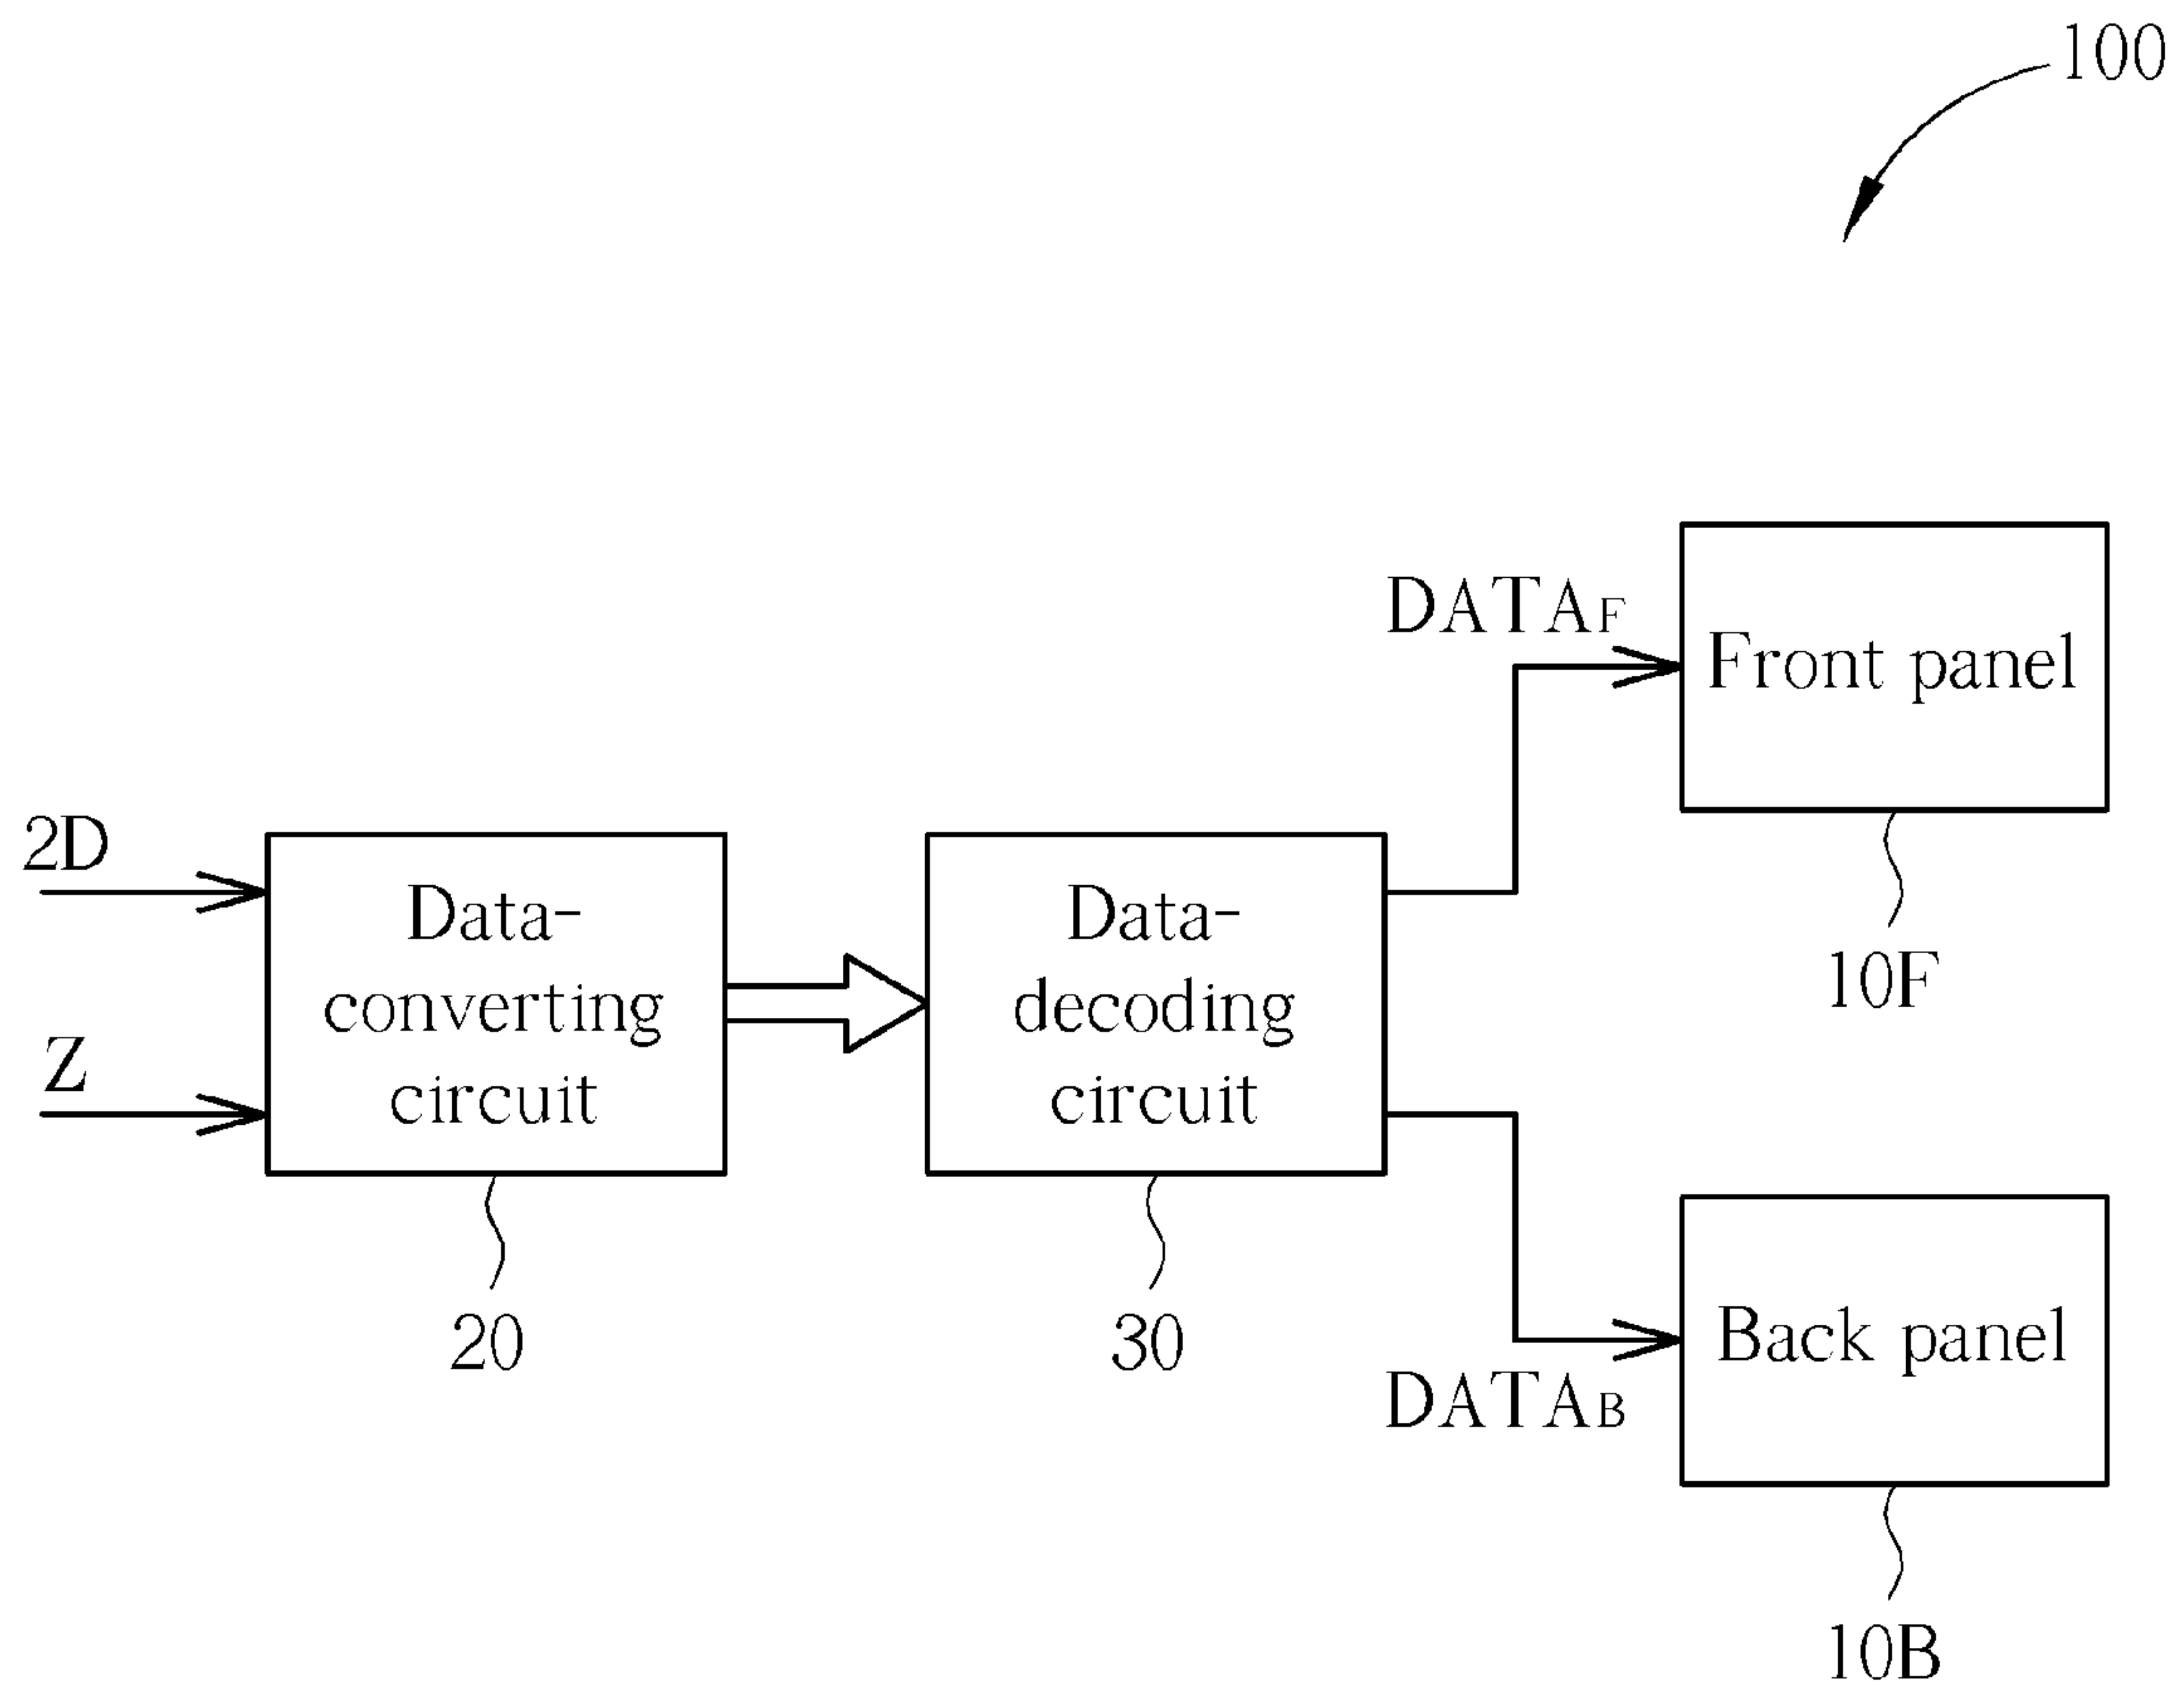 100
DATAF
Front panel
10F
2D
Z
Data-
converting
circuit
20
Data-
decoding
circuit
30
DATAB
Back panel
10B